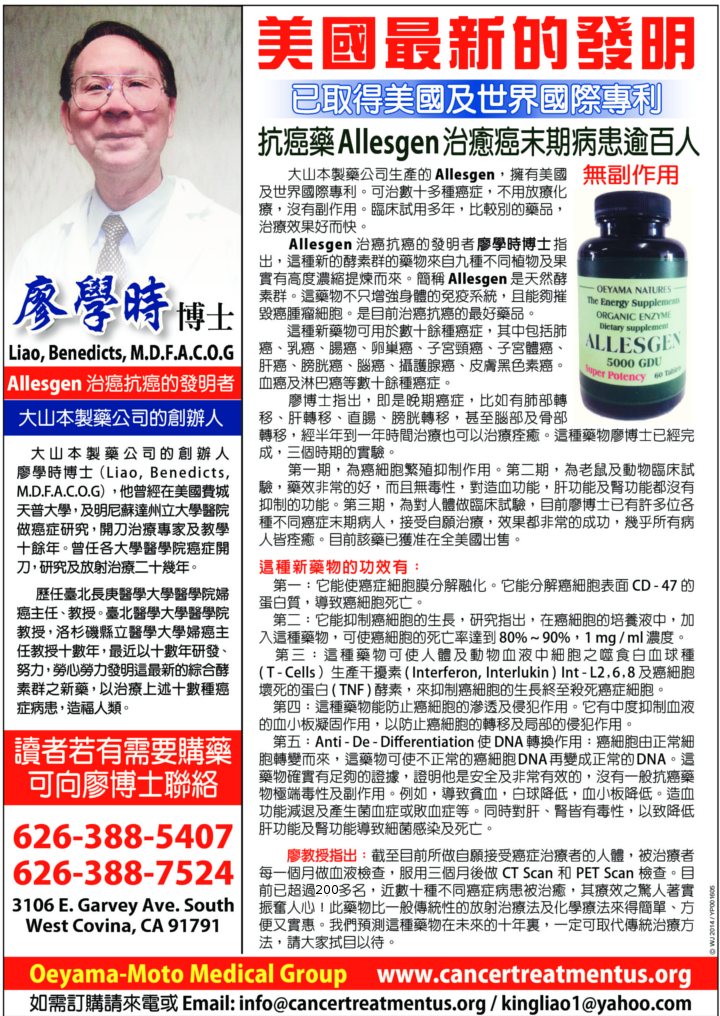 美國最新的發明
已取得美國及世界國際專利
抗癌藥 Allesgen 治癒癌末期病患逾百人
無副作用
大山本製藥公司生產的 Allesgen，擁有美國
及世界國際專利。可治數十多種癌症，不用放療化
療，沒有副作用。臨床試用多年，比較別的藥品，
治療效果好而快。
Allesgen 治癌抗癌的發明者廖學時博士指
出，這種新的酵素群的藥物來自九種不同植物及果
實有高度濃縮提煉而來。簡稱 Allesgen 是天然酵
素群。這藥物不只增強身體的免疫系統，且能夠摧
毀癌腫瘤細胞。是目前治癌抗癌的最好藥品。
這種新藥物可用於數十餘種癌症，其中包括肺
癌、乳癌、腸癌、卵巢癌、子宮頸癌、子宮體癌、
肝癌、膀胱癌、腦癌、攝護腺癌、皮膚黑色素癌。
血癌及淋巴癌等數十餘種癌症。
廖博士指出，即是晚期癌症，比如有肺部轉
移、肝轉移、直腸、膀胱轉移，甚至腦部及骨部
轉移，經半年到一年時間治療也可以治療痊癒。這種藥物廖博士已經完
成，三個時期的實驗。
第一期，為癌細胞繁殖抑制作用。第二期，為老鼠及動物臨床試
驗，藥效非常的好，而且無毒性，對造血功能，肝功能及腎功能都沒有
抑制的功能。第三期，為對人體做臨床試驗，目前廖博士已有許多位各
種不同癌症末期病人，接受自願治療，效果都非常的成功，幾乎所有病
人皆痊癒。目前該藥已獲准在全美國出售。
這種新藥物的功效有：
第一：它能使癌症細胞膜分解融化。它能分解癌細胞表面 CD - 47 的
蛋白質，導致癌細胞死亡。
第二：它能抑制癌細胞的生長，研究指出，在癌細胞的培養液中，加
入這種藥物，可使癌細胞的死亡率達到 80% ~ 90%，1 mg / ml 濃度。
第三：這種藥物可使人體及動物血液中細胞之噬食白血球種
( T - Cells ) 生產干擾素 ( Interferon, Interlukin ) Int - L2 . 6 . 8 及癌細胞
壞死的蛋白 ( TNF ) 酵素，來抑制癌細胞的生長終至殺死癌症細胞。
第四：這種藥物能防止癌細胞的滲透及侵犯作用。它有中度抑制血液
的血小板凝固作用，以防止癌細胞的轉移及局部的侵犯作用。
第五：Anti - De - Differentiation 使 DNA 轉換作用：癌細胞由正常細
胞轉變而來，這藥物可使不正常的癌細胞DNA再變成正常的DNA。這
藥物確實有足夠的證據，證明他是安全及非常有效的，沒有一般抗癌藥
物極端毒性及副作用。例如，導致貧血，白球降低，血小板降低。造血
功能減退及產生菌血症或敗血症等。同時對肝、腎皆有毒性，以致降低
肝功能及腎功能導致細菌感染及死亡。
廖教授指出：截至目前所做自願接受癌症治療者的人體，被治療者
每一個月做血液檢查，服用三個月後做 CT Scan 和 PET Scan 檢查。目
前已超過200多名，近數十種不同癌症病患被治癒，其療效之驚人著實
振奮人心！此藥物比一般傳統性的放射治療法及化學療法來得簡單、方
便又實惠。我們預測這種藥物在未來的十年裏，一定可取代傳統治療方
法，請大家拭目以待。
OEYAMA NATURES
The Energy Supplements
ORGANIC ENZYME
Dietary supplement
ALLESGEN
5000 GDU
Super Potency 60 Tablets
廖學時 博士
Liao, Benedicts, M.D.F.A.C.O.G
Allesgen 治癌抗癌的發明者
大山本製藥公司的創辦人
大山本製藥公司的創辦人
廖學時博士（Liao, Benedicts,
M.D.F.A.C.O.G），他曾經在美國費城
天普大學，及明尼蘇達州立大學醫院
做癌症研究，開刀治療專家及教學
十餘年。曾任各大學醫學院癌症開
刀，研究及放射治療二十幾年。
歷任臺北長庚醫學大學醫學院婦
癌主任、教授。臺北醫學大學醫學院
教授，洛杉磯縣立醫學大學婦癌主
任教授十數年，最近以十數年研發、
努力，勞心勞力發明這最新的綜合酵
素群之新藥，以治療上述十數種癌
症病患，造福人類。
讀者若有需要購藥
可向廖博士聯絡
626-388-5407
626-388-7524
3106 E. Garvey Ave. South
West Covina, CA 91791
© WJ 2014 / YP001605
Oeyama-Moto Medical Group www.cancertreatmentus.org
如需訂購請來電或 Email: info@cancertreatmentus.org / kingliao1@yahoo.com